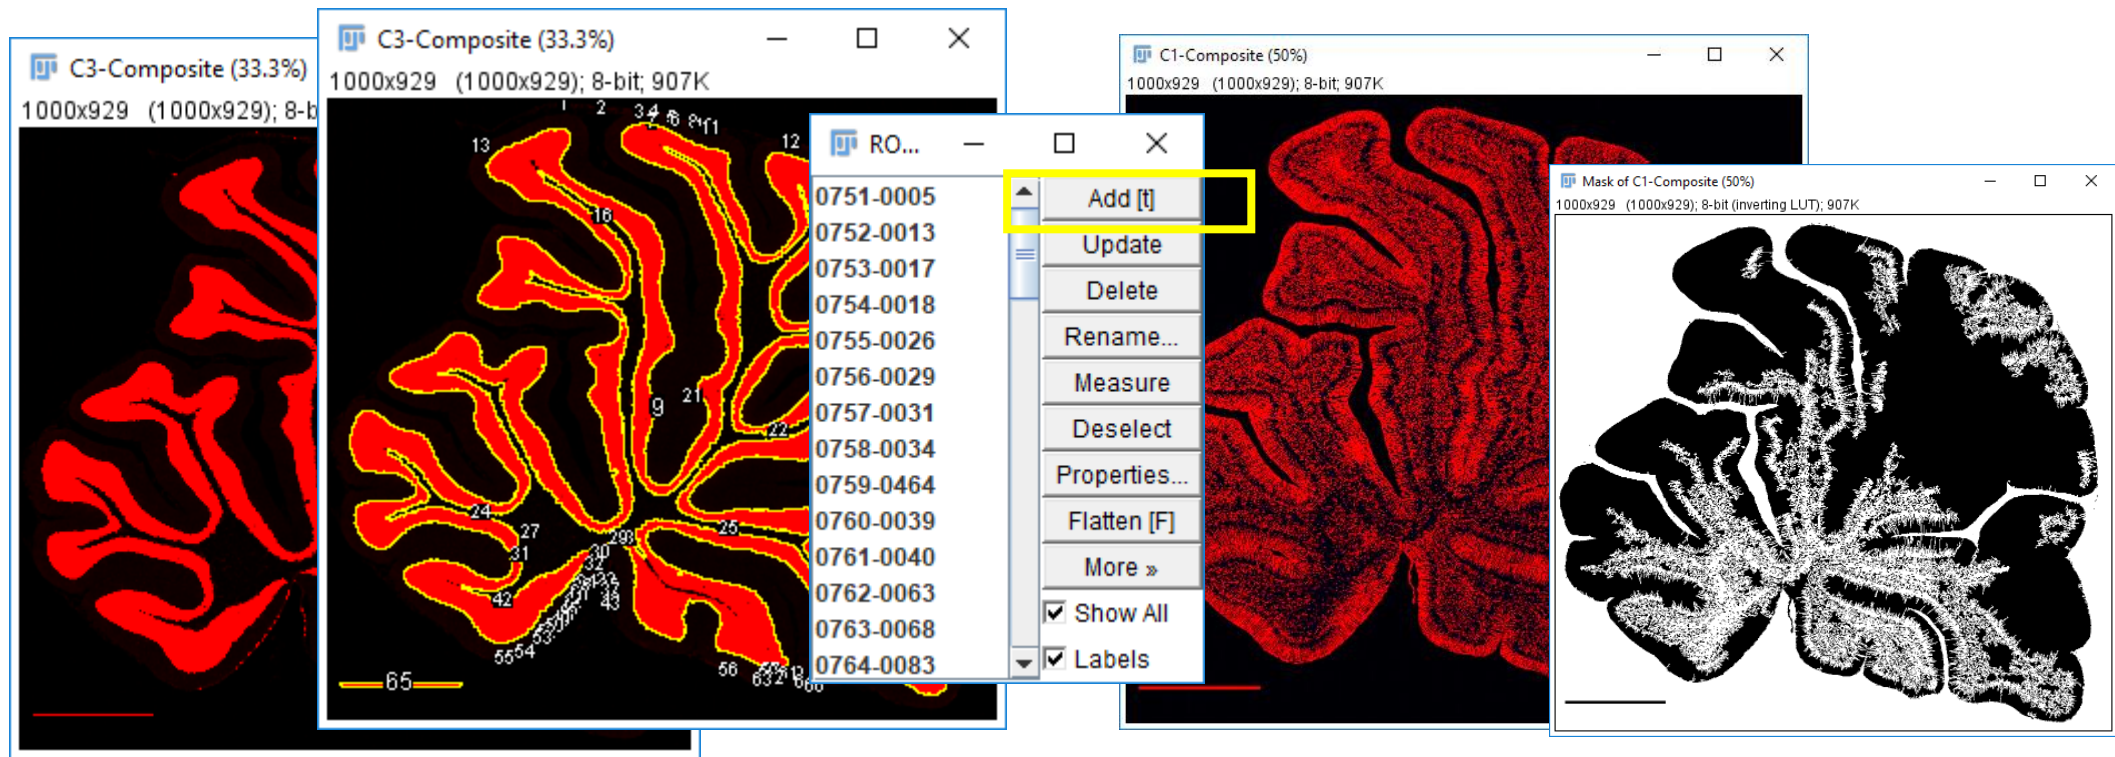 C3-Composite (33.3%)
1000x929 (1000x929); 8-b
C3-Composite (33.3%)
1000x929 (1000x929); 8-bit; 907K
1 2 34 11
13
12
16
9
21
22
24
27
25
31
30
42
43
55 54
56
65
RO...
0751-0005
0752-0013
0753-0017
0754-0018
0755-0026
0756-0029
0757-0031
0758-0034
0759-0464
0760-0039
0761-0040
0762-0063
0763-0068
0764-0083
Add [t]
Update
Delete
Rename...
Measure
Deselect
Properties...
Flatten [F]
More »
Show All
Labels
C1-Composite (50%)
1000x929 (1000x929); 8-bit; 907K
Mask of C1-Composite (50%)
1000x929 (1000x929); 8-bit (inverting LUT); 907K